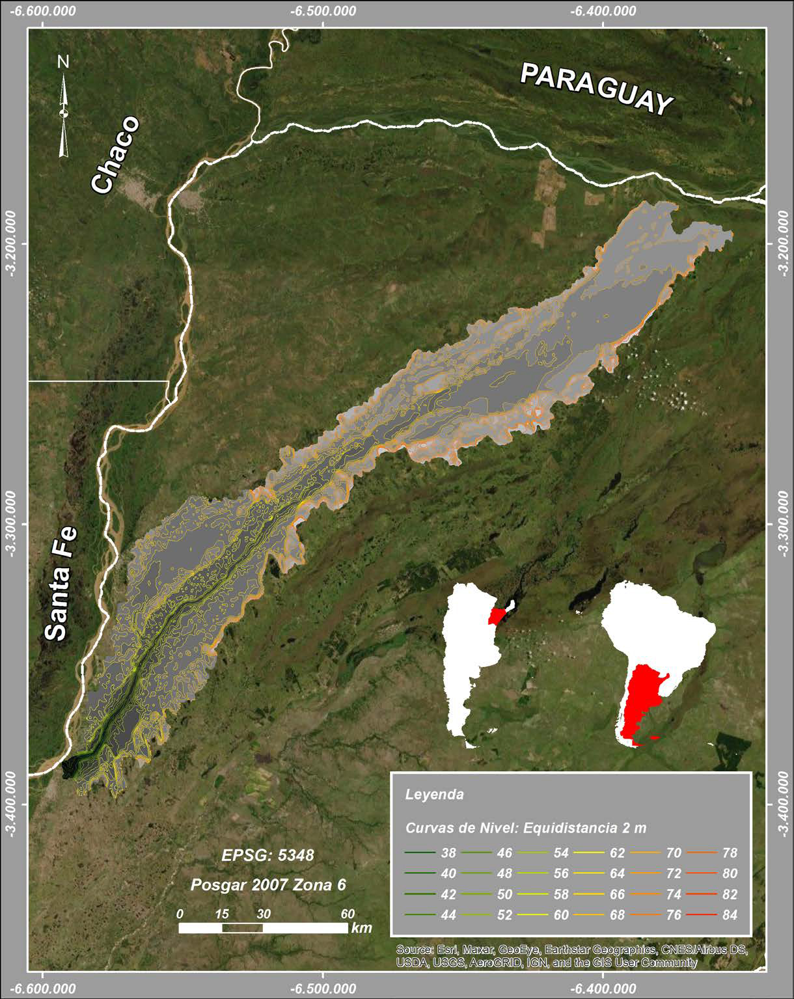 -6.600.000 -6.500.000 -6.400.000
N
PARAGUAY
Chaco
-3.200.000 -3.200.000
-3.300.000 -3.300.000
Santa Fe
-3.400.000 -3.400.000
Leyenda
Curvas de Nivel: Equidistancia 2 m
38 46 54 62 70 78
40 48 56 64 72 80
42 50 58 66 74 82
44 52 60 68 76 84
EPSG: 5348
Posgar 2007 Zona 6
0 15 30 60
km
Source: Esri, Maxar, GeoEye, Earthstar Geographics, CNES/Airbus DS,
USDA, USGS, AeroGRID, IGN, and the GIS User Community
-6.600.000 -6.500.000 -6.400.000